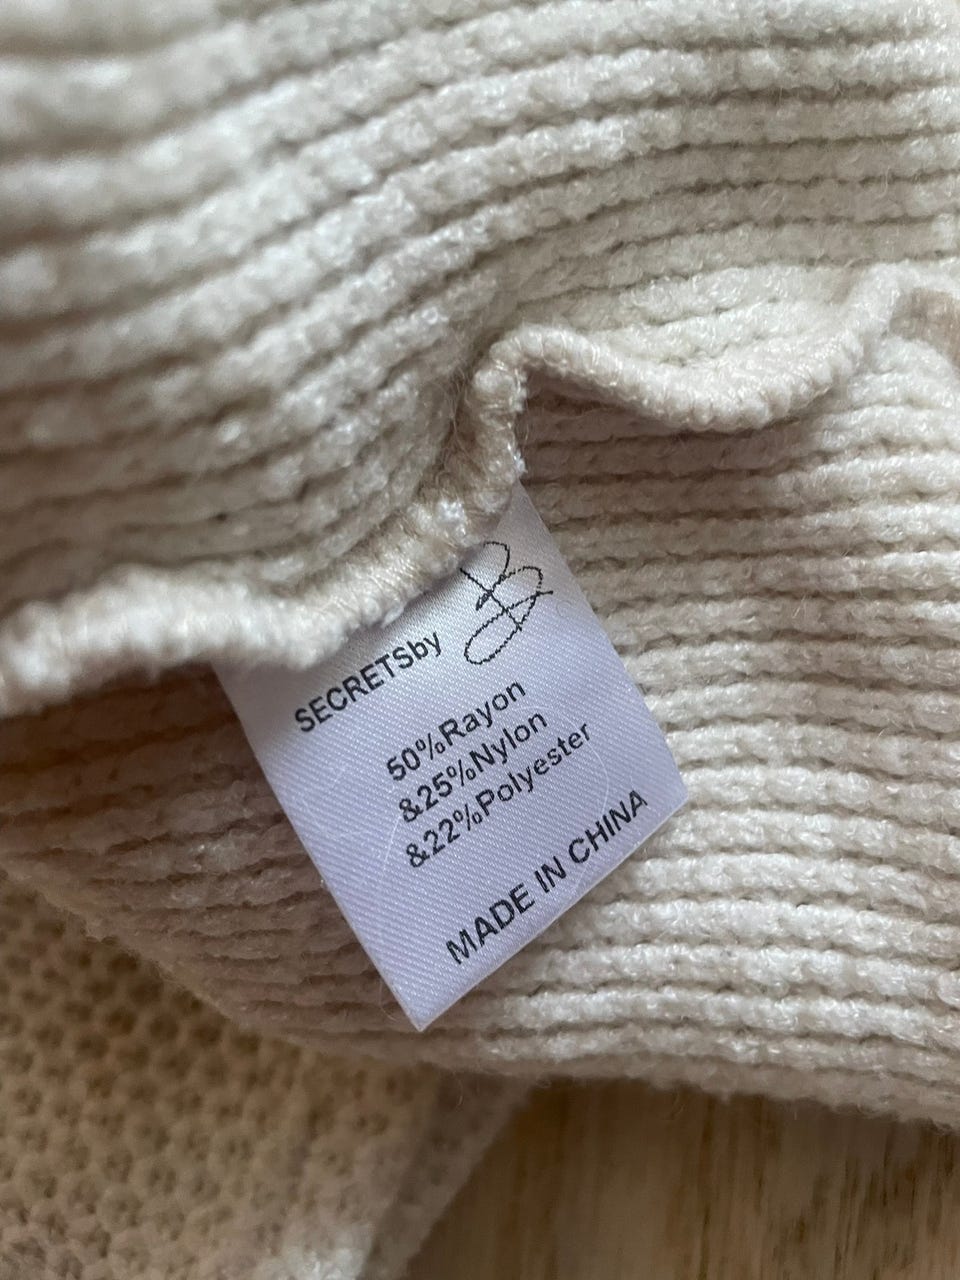 SECRETSby B
50%Rayon
&25%Nylon
&22%Polyester
MADE IN CHINA